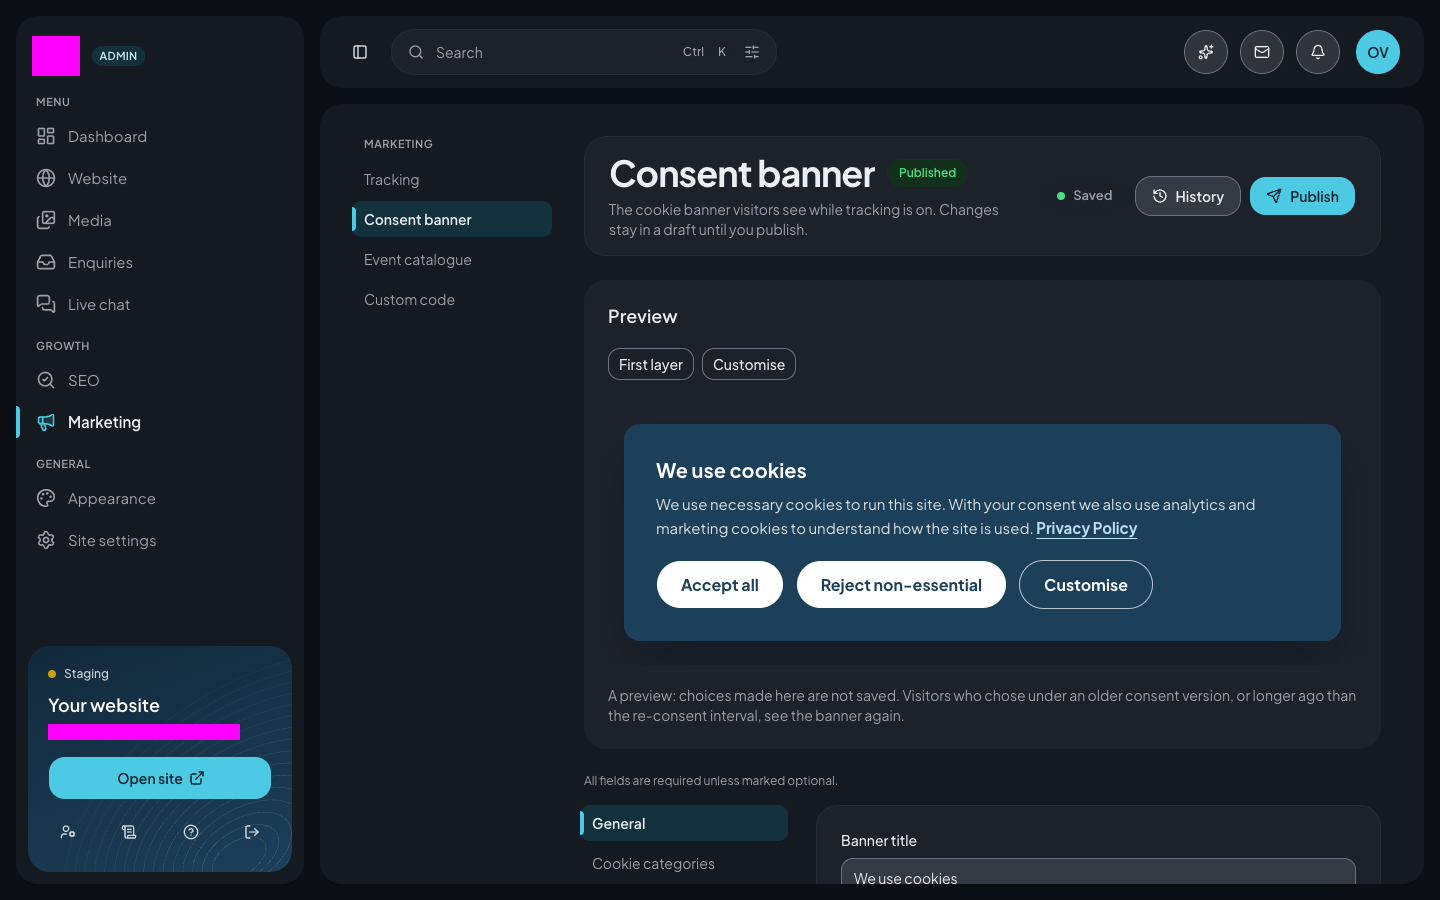 ADMIN
MENU
Dashboard
Website
Media
Enquiries
Live chat
GROWTH
SEO
Marketing
GENERAL
Appearance
Site settings
Staging
Your website
Open site
Search
Ctrl K
OV
MARKETING
Tracking
Consent banner
Event catalogue
Custom code
Consent banner
Published
The cookie banner visitors see while tracking is on. Changes
stay in a draft until you publish.
Saved
History
Publish
Preview
First layer
Customise
We use cookies
We use necessary cookies to run this site. With your consent we also use analytics and
marketing cookies to understand how the site is used. Privacy Policy
Accept all
Reject non-essential
Customise
A preview: choices made here are not saved. Visitors who chose under an older consent version, or longer ago than
the re-consent interval, see the banner again.
All fields are required unless marked optional.
General
Cookie categories
Banner title
We use cookies